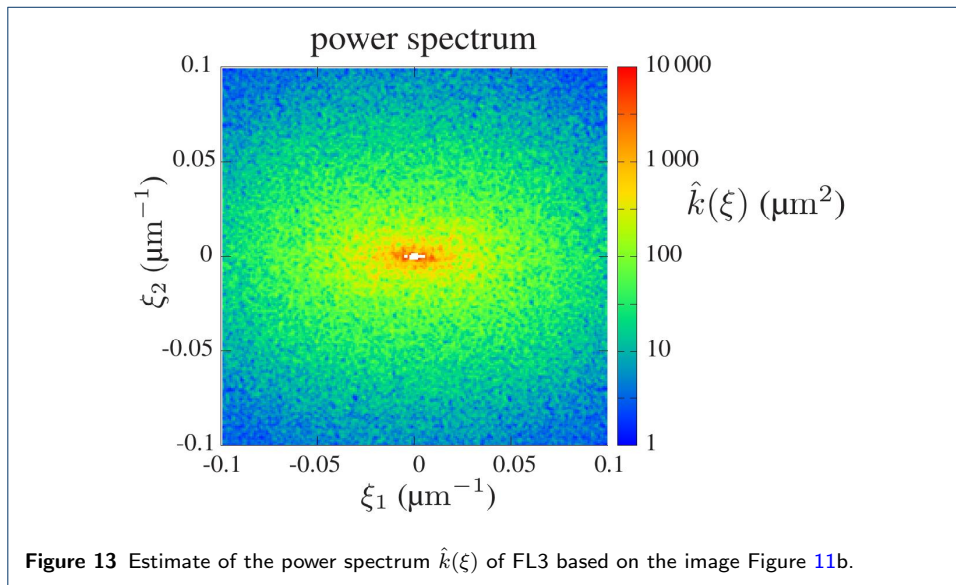 power spectrum
0.1
0.05
0
-0.05
-0.1
ξ₂ (µm⁻¹)
-0.1 -0.05 0 0.05 0.1
ξ₁ (µm⁻¹)
10 000
1 000
100
10
1
k̂(ξ) (µm²)
Figure 13 Estimate of the power spectrum k̂(ξ) of FL3 based on the image Figure 11b.